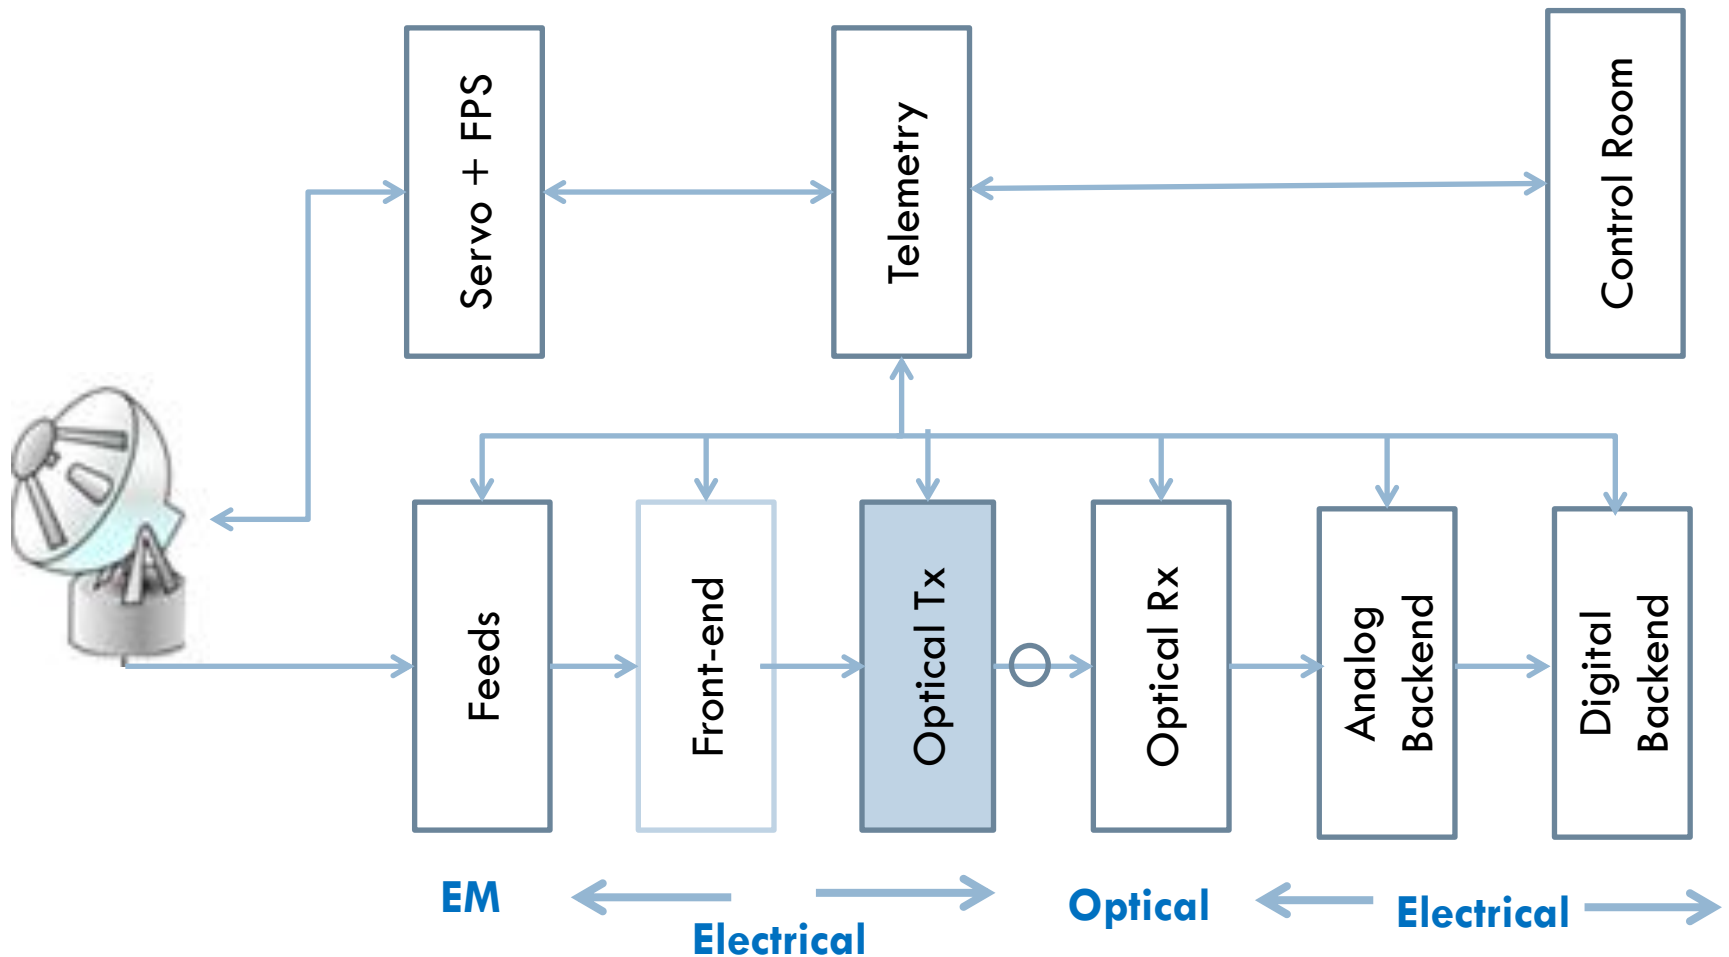 Servo + FPS
Telemetry
Control Room
Feeds
Front-end
Optical Tx
Optical Rx
Analog
Backend
Digital
Backend
EM
Electrical
Optical
Electrical